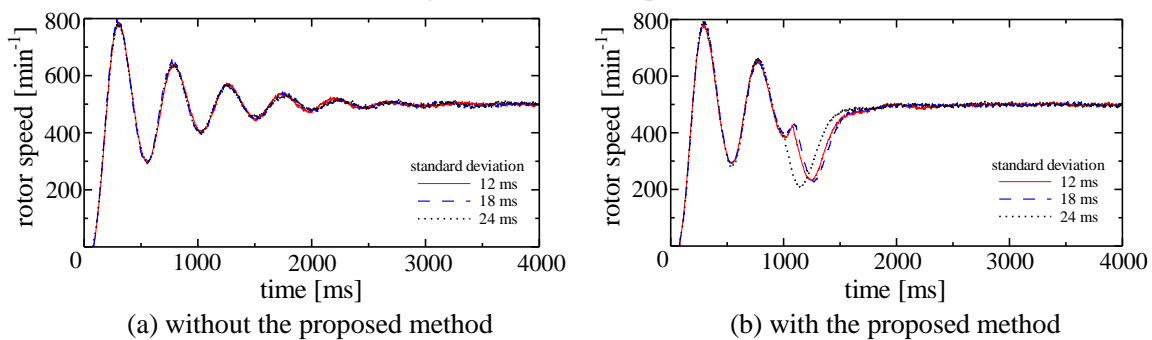 800
600
400
200
0
rotor speed [min⁻¹]
standard deviation
12 ms
18 ms
24 ms
0 1000 2000 3000 4000
time [ms]
(a) without the proposed method
800
600
400
200
0
rotor speed [min⁻¹]
standard deviation
12 ms
18 ms
24 ms
0 1000 2000 3000 4000
time [ms]
(b) with the proposed method